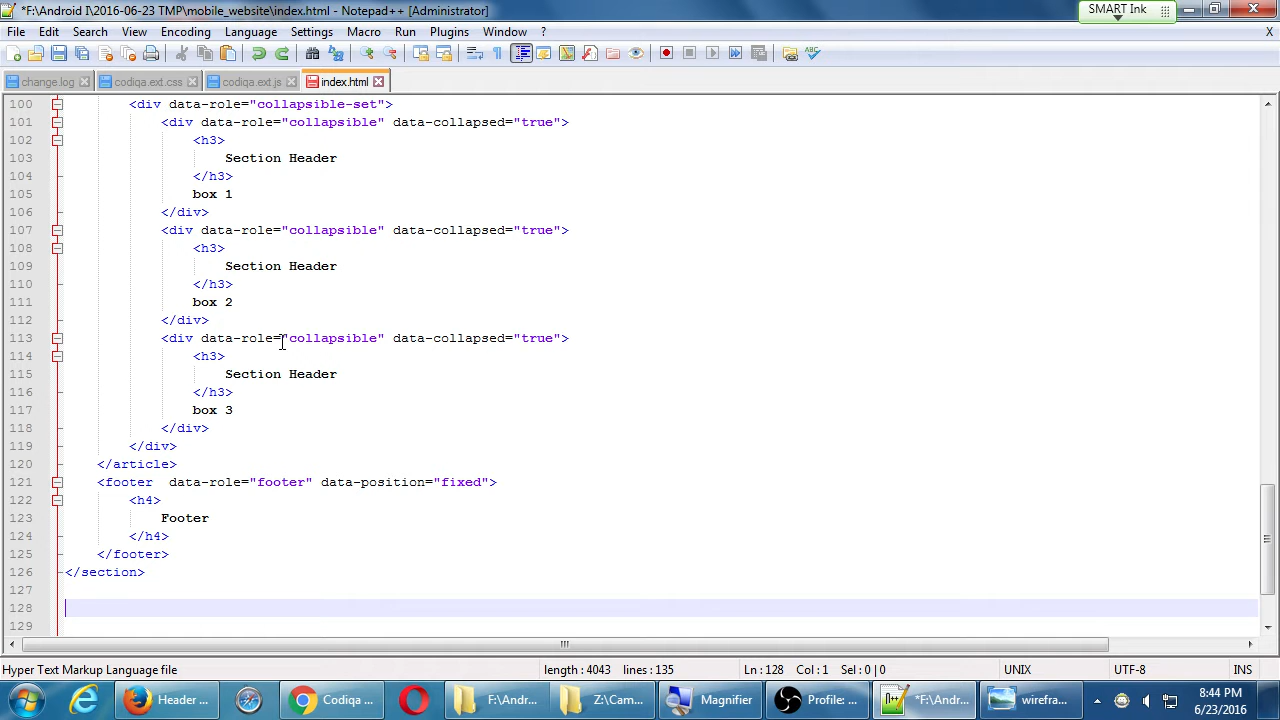 *F:\Android I\2016-06-23 TMP\mobile_website\index.html - Notepad++ [Administrator]
SMART Ink
File Edit Search View Encoding Language Settings Macro Run Plugins Window ? X
change.log codiqa.ext.css codiqa.ext.js index.html
100 <div data-role="collapsible-set">
101 <div data-role="collapsible" data-collapsed="true">
102 <h3>
103 Section Header
104 </h3>
105 box 1
106 </div>
107 <div data-role="collapsible" data-collapsed="true">
108 <h3>
109 Section Header
110 </h3>
111 box 2
112 </div>
113 <div data-role="collapsible" data-collapsed="true">
114 <h3>
115 Section Header
116 </h3>
117 box 3
118 </div>
119 </div>
120 </article>
121 <footer  data-role="footer" data-position="fixed">
122 <h4>
123 Footer
124 </h4>
125 </footer>
126 </section>
127
128
129
Hyper Text Markup Language file length : 4043 lines : 135 Ln : 128 Col : 1 Sel : 0 | 0 UNIX UTF-8 INS
Header ... Codiqa ... F:\Andr... Z:\Cam... Magnifier Profile: ... *F:\And... wirefra... 8:44 PM
6/23/2016